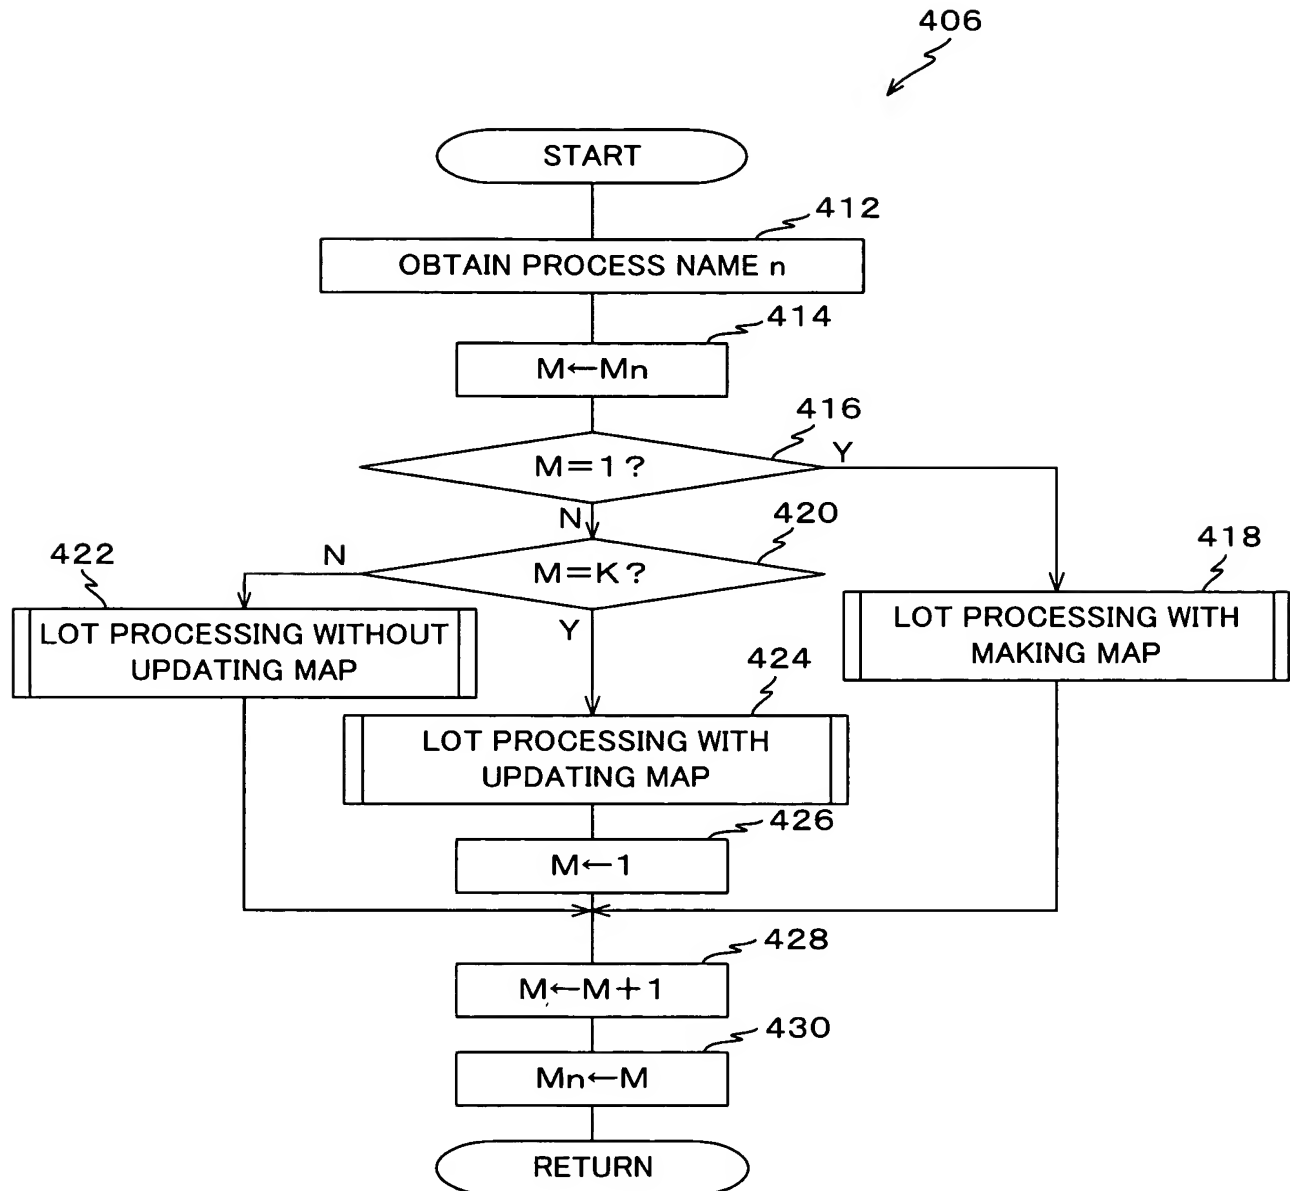 406
START
412
OBTAIN PROCESS NAME n
414
M←Mn
416
M=1?
Y
N
420
M=K?
N
Y
422
LOT PROCESSING WITHOUT
UPDATING MAP
418
LOT PROCESSING WITH
MAKING MAP
424
LOT PROCESSING WITH
UPDATING MAP
426
M←1
428
M←M+1
430
Mn←M
RETURN